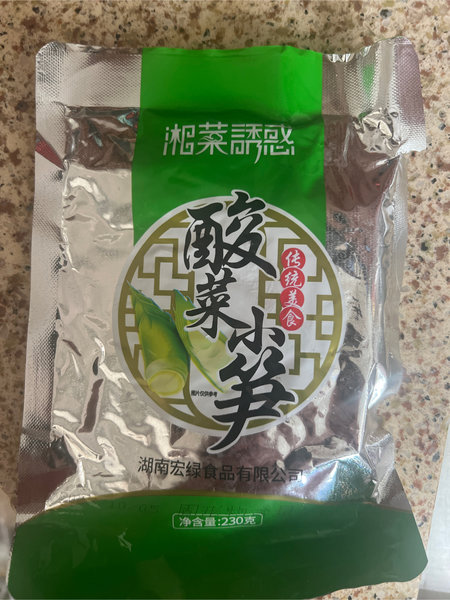 湘菜誘惑
酸菜小笋
传统美食
图片仅供参考
湖南宏绿食品有限公司
净含量:230克